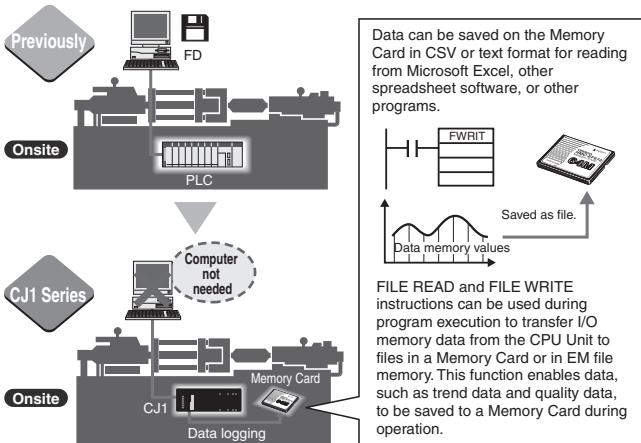 Previously
FD
Onsite
PLC
CJ1 Series
Computer
not
needed
Onsite
CJ1
Memory Card
Data logging
Data can be saved on the Memory
Card in CSV or text format for reading
from Microsoft Excel, other
spreadsheet software, or other
programs.
FWRIT
64M
Saved as file.
Data memory values
FILE READ and FILE WRITE
instructions can be used during
program execution to transfer I/O
memory data from the CPU Unit to
files in a Memory Card or in EM file
memory. This function enables data,
such as trend data and quality data,
to be saved to a Memory Card during
operation.